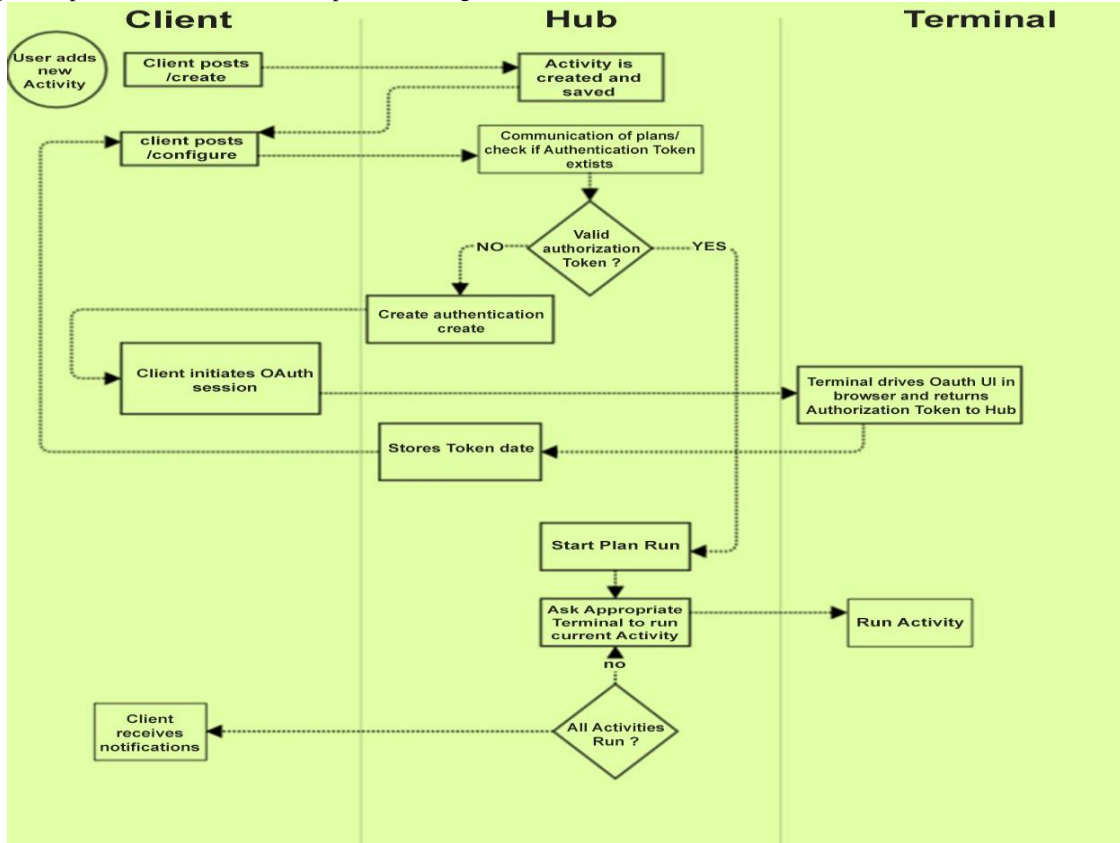 Client
Hub
Terminal
User adds
new
Activity
Client posts
/create
Activity is
created and
saved
client posts
/configure
Communication of plans/
check if Authentication Token
extists
Valid
authorization
Token ?
NO
YES
Create authentication
create
Client initiates OAuth
session
Terminal drives Oauth UI in
browser and returns
Authorization Token to Hub
Stores Token date
Start Plan Run
Ask Appropriate
Terminal to run
current Activity
Run Activity
no
All Activities
Run ?
Client
receives
notifications